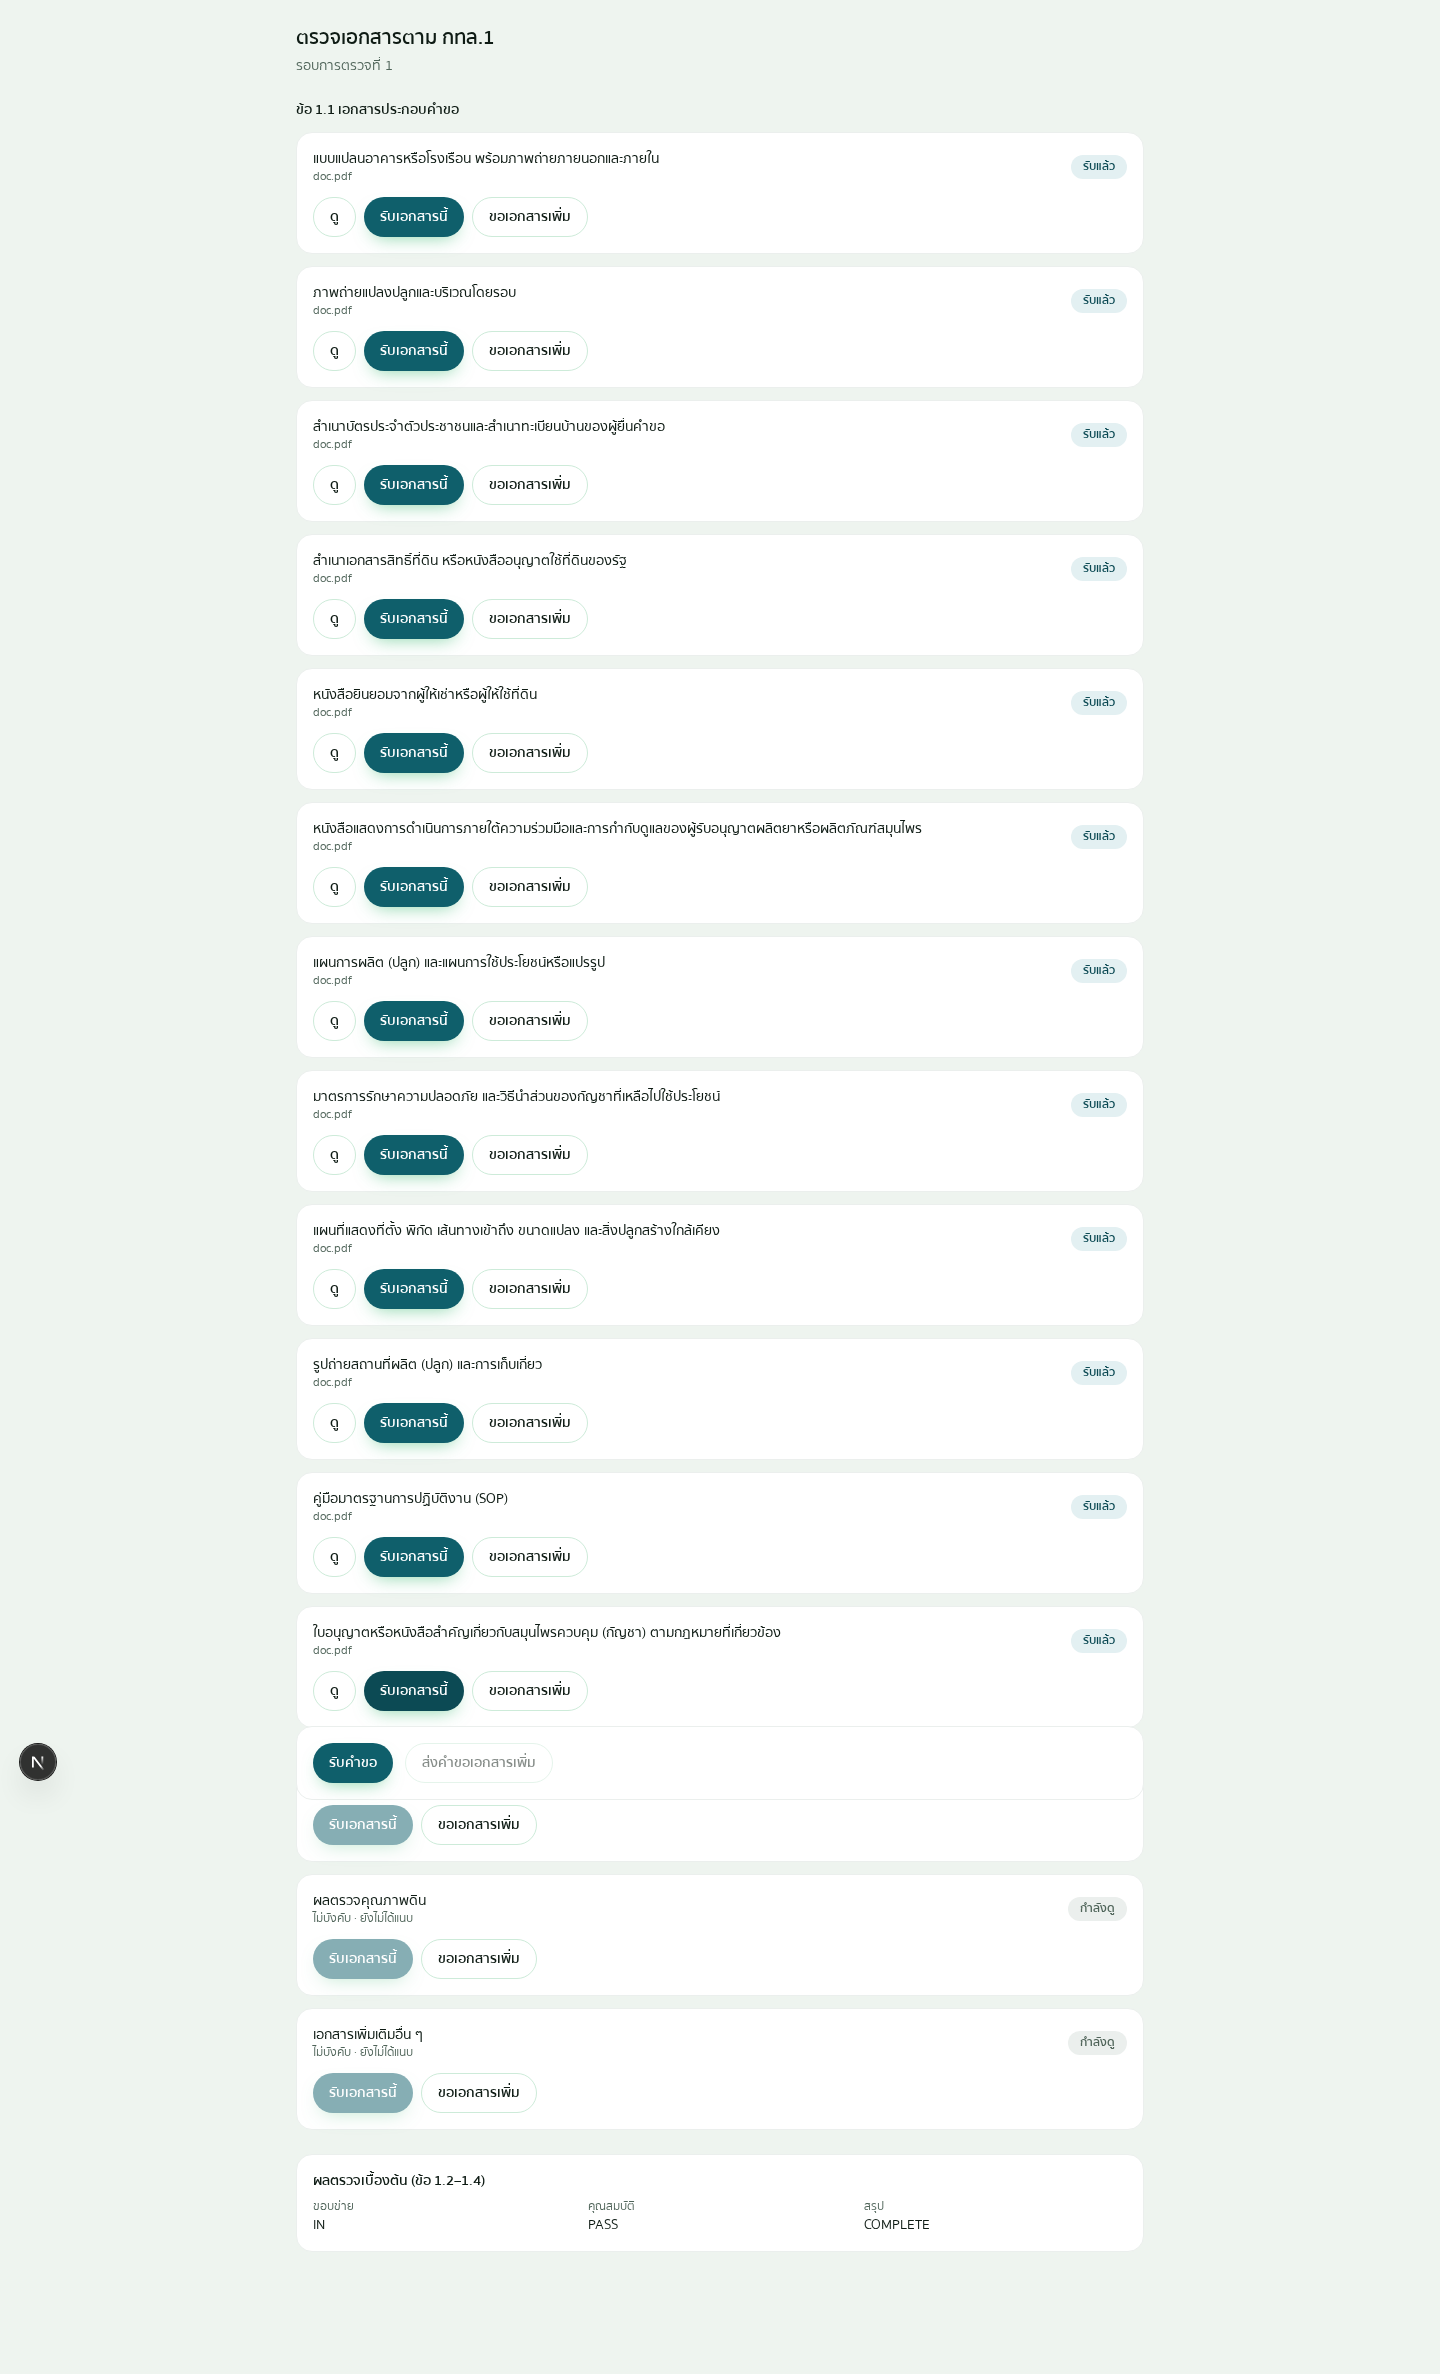 ตรวจเอกสารตาม กทล.1
รอบการตรวจที่ 1
ข้อ 1.1 เอกสารประกอบคำขอ
แบบแปลนอาคารหรือโรงเรือน พร้อมภาพถ่ายภายนอกและภายใน
รับแล้ว
doc.pdf
ดู รับเอกสารนี้ ขอเอกสารเพิ่ม
ภาพถ่ายแปลงปลูกและบริเวณโดยรอบ
รับแล้ว
doc.pdf
ดู รับเอกสารนี้ ขอเอกสารเพิ่ม
สำเนาบัตรประจำตัวประชาชนและสำเนาทะเบียนบ้านของผู้ยื่นคำขอ
รับแล้ว
doc.pdf
ดู รับเอกสารนี้ ขอเอกสารเพิ่ม
สำเนาเอกสารสิทธิ์ที่ดิน หรือหนังสืออนุญาตใช้ที่ดินของรัฐ
รับแล้ว
doc.pdf
ดู รับเอกสารนี้ ขอเอกสารเพิ่ม
หนังสือยินยอมจากผู้ให้เช่าหรือผู้ให้ใช้ที่ดิน
รับแล้ว
doc.pdf
ดู รับเอกสารนี้ ขอเอกสารเพิ่ม
หนังสือแสดงการดำเนินการภายใต้ความร่วมมือและการกำกับดูแลของผู้รับอนุญาตผลิตยาหรือผลิตภัณฑ์สมุนไพร
รับแล้ว
doc.pdf
ดู รับเอกสารนี้ ขอเอกสารเพิ่ม
แผนการผลิต (ปลูก) และแผนการใช้ประโยชน์หรือแปรรูป
รับแล้ว
doc.pdf
ดู รับเอกสารนี้ ขอเอกสารเพิ่ม
มาตรการรักษาความปลอดภัย และวิธีนำส่วนของกัญชาที่เหลือไปใช้ประโยชน์
รับแล้ว
doc.pdf
ดู รับเอกสารนี้ ขอเอกสารเพิ่ม
แผนที่แสดงที่ตั้ง พิกัด เส้นทางเข้าถึง ขนาดแปลง และสิ่งปลูกสร้างใกล้เคียง
รับแล้ว
doc.pdf
ดู รับเอกสารนี้ ขอเอกสารเพิ่ม
รูปถ่ายสถานที่ผลิต (ปลูก) และการเก็บเกี่ยว
รับแล้ว
doc.pdf
ดู รับเอกสารนี้ ขอเอกสารเพิ่ม
คู่มือมาตรฐานการปฏิบัติงาน (SOP)
รับแล้ว
doc.pdf
ดู รับเอกสารนี้ ขอเอกสารเพิ่ม
ใบอนุญาตหรือหนังสือสำคัญเกี่ยวกับสมุนไพรควบคุม (กัญชา) ตามกฎหมายที่เกี่ยวข้อง
รับแล้ว
doc.pdf
ดู รับเอกสารนี้ ขอเอกสารเพิ่ม
N
รับคำขอ ส่งคำขอเอกสารเพิ่ม
รับเอกสารนี้ ขอเอกสารเพิ่ม
ผลตรวจคุณภาพดิน
กำลังดู
ไม่บังคับ · ยังไม่ได้แนบ
รับเอกสารนี้ ขอเอกสารเพิ่ม
เอกสารเพิ่มเติมอื่น ๆ
กำลังดู
ไม่บังคับ · ยังไม่ได้แนบ
รับเอกสารนี้ ขอเอกสารเพิ่ม
ผลตรวจเบื้องต้น (ข้อ 1.2–1.4)
ขอบข่าย คุณสมบัติ สรุป
IN PASS COMPLETE